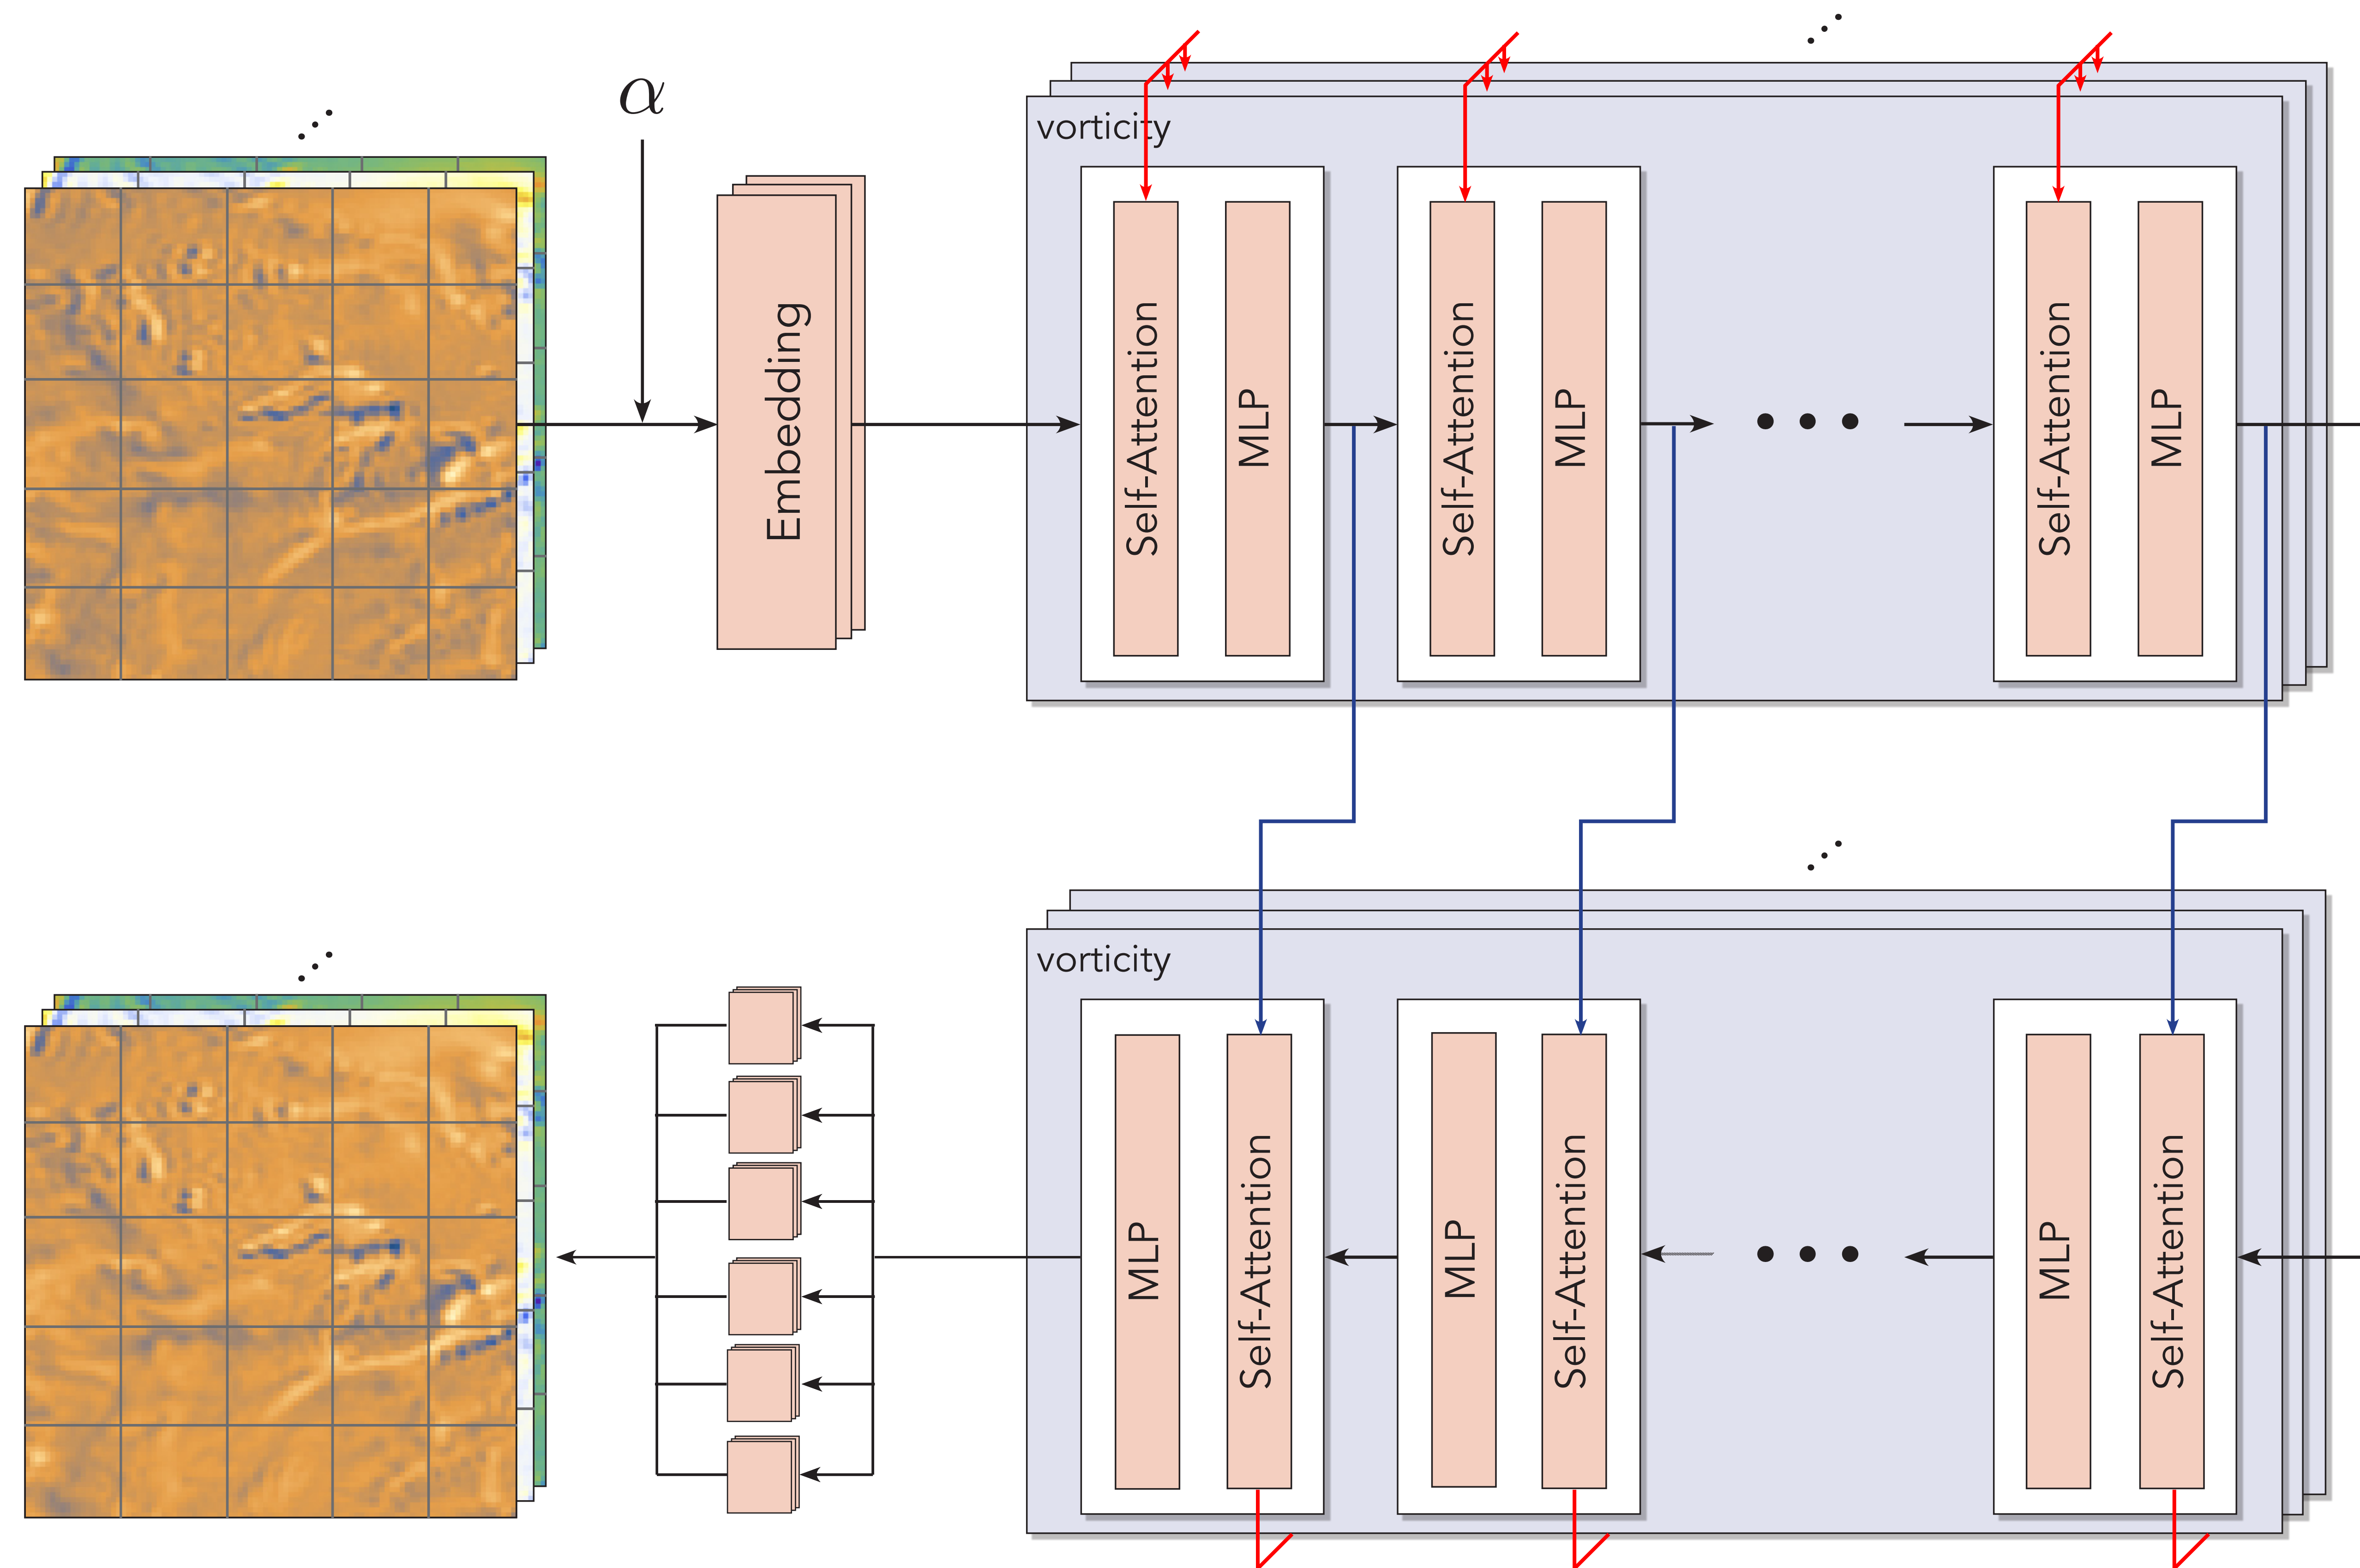 α
vorticity
Embedding
Self-Attention
MLP
Self-Attention
MLP
Self-Attention
MLP
vorticity
MLP
Self-Attention
MLP
Self-Attention
MLP
Self-Attention